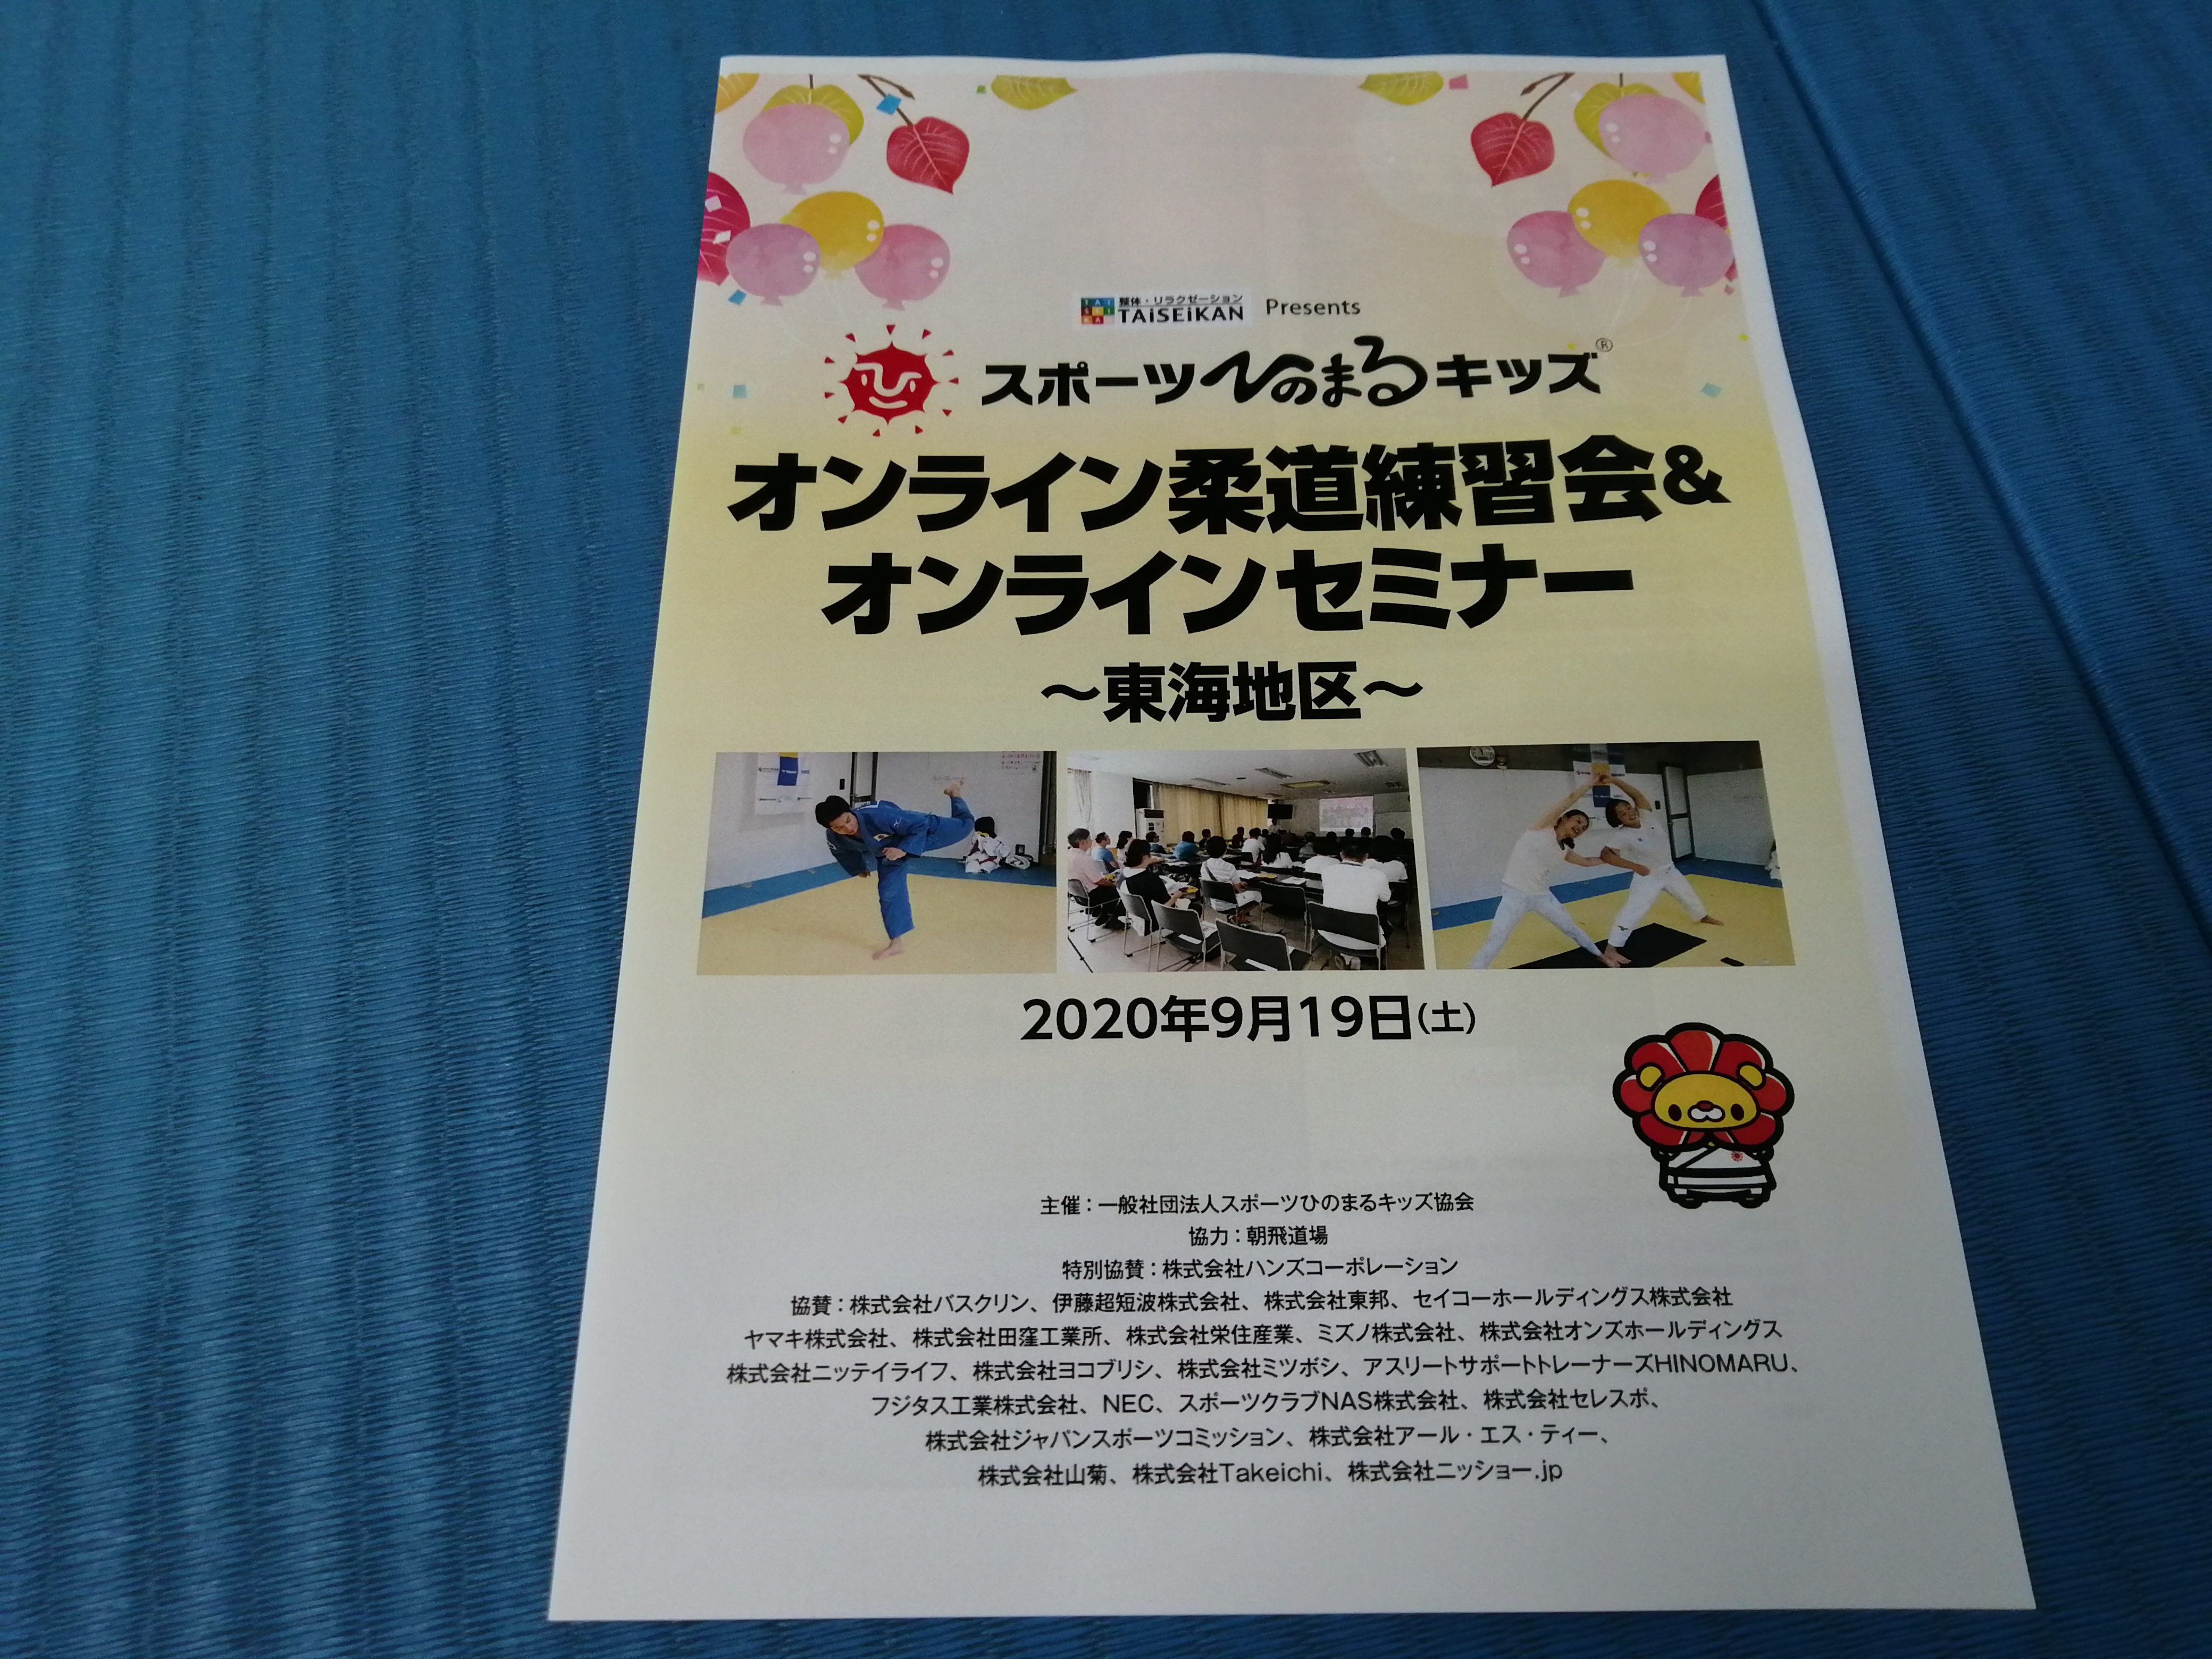 整体・リラクゼーション
TAiSEiKAN Presents
スポーツひのまるキッズ®
オンライン柔道練習会&
オンラインセミナー
～東海地区～
2020年9月19日(土)
主催：一般社団法人スポーツひのまるキッズ協会
協力：朝飛道場
特別協賛：株式会社ハンズコーポレーション
協賛：株式会社バスクリン、伊藤超短波株式会社、株式会社東邦、セイコーホールディングス株式会社
ヤマキ株式会社、株式会社田窪工業所、株式会社栄住産業、ミズノ株式会社、株式会社オンズホールディングス
株式会社ニッテイライフ、株式会社ヨコブリシ、株式会社ミツボシ、アスリートサポートトレーナーズHINOMARU、
フジタス工業株式会社、NEC、スポーツクラブNAS株式会社、株式会社セレスポ、
株式会社ジャパンスポーツコミッション、株式会社アール・エス・ティー、
株式会社山菊、株式会社Takeichi、株式会社ニッショー.jp